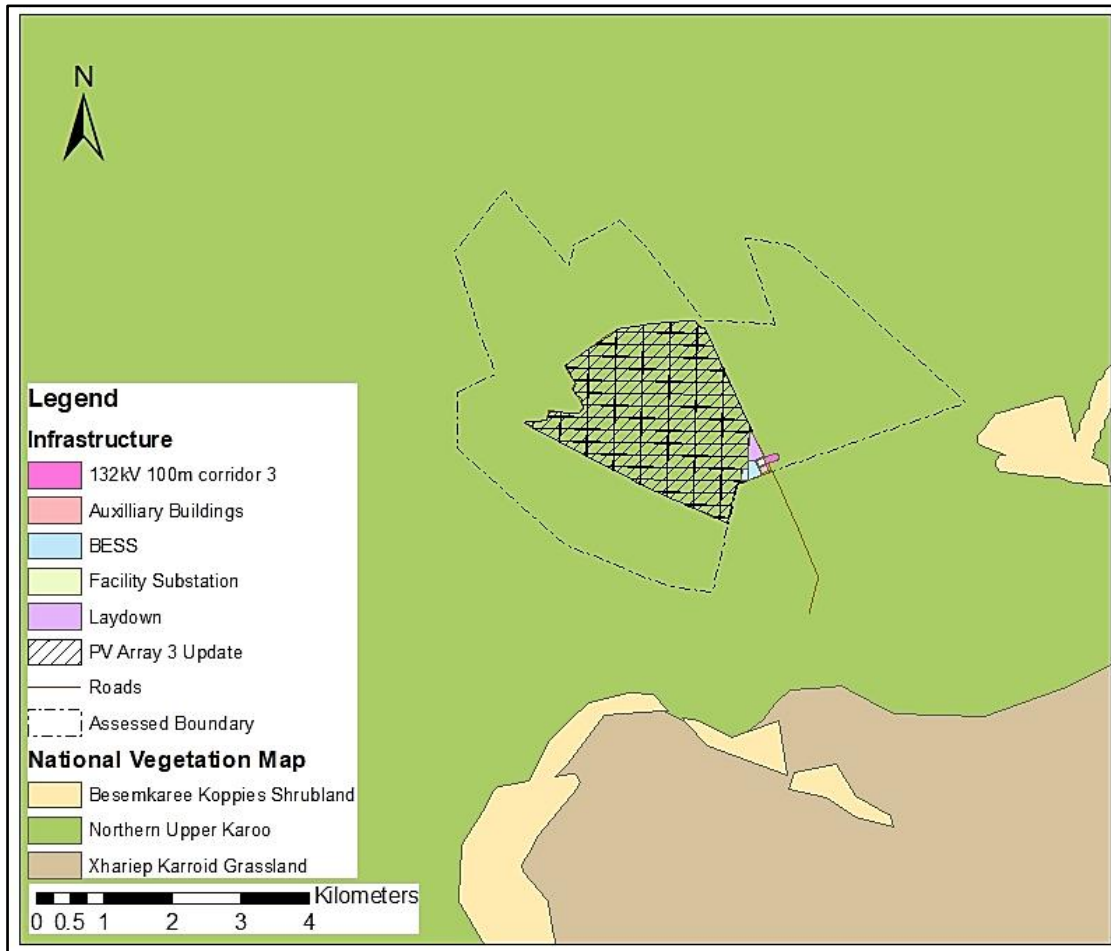 N
Legend
Infrastructure
132kV 100m corridor 3
Auxilliary Buildings
BESS
Facility Substation
Laydown
PV Array 3 Update
Roads
Assessed Boundary
National Vegetation Map
Besemkaree Koppies Shrubland
Northern Upper Karoo
Xhariep Karroid Grassland
Kilometers
0 0.5 1 2 3 4